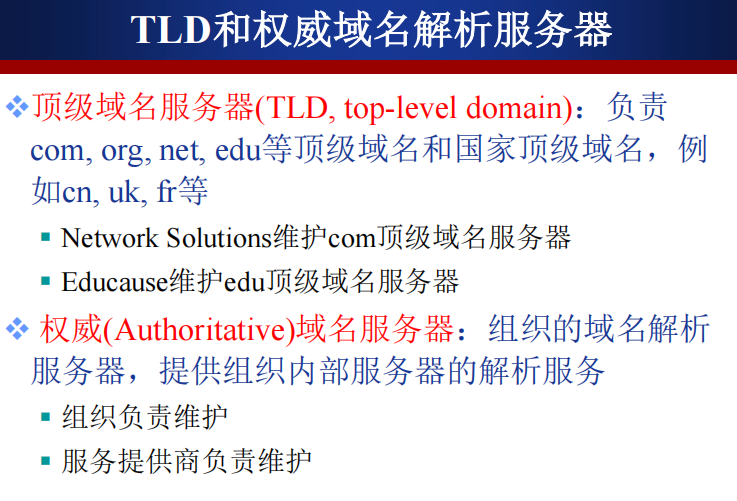 TLD和权威域名解析服务器
❖顶级域名服务器(TLD, top-level domain)：负责
com, org, net, edu等顶级域名和国家顶级域名，例
如cn, uk, fr等
▪ Network Solutions维护com顶级域名服务器
▪ Educause维护edu顶级域名服务器
❖ 权威(Authoritative)域名服务器：组织的域名解析
服务器，提供组织内部服务器的解析服务
▪ 组织负责维护
▪ 服务提供商负责维护